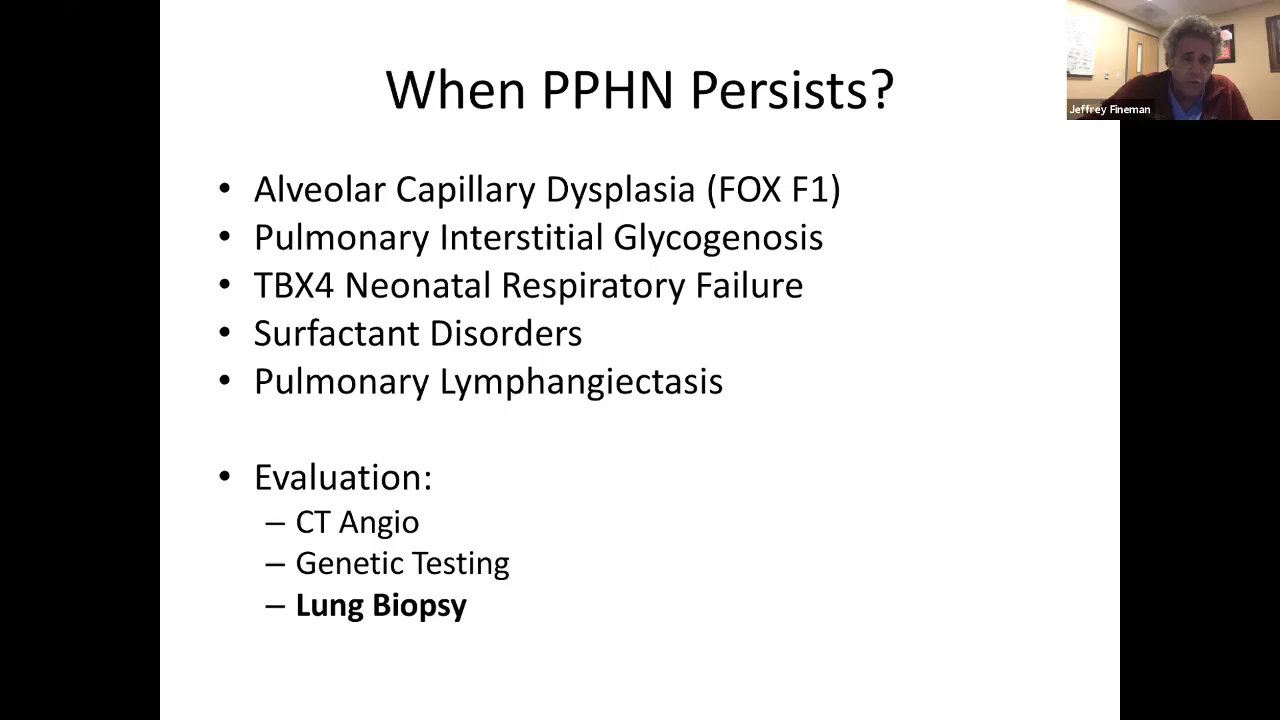 When PPHN Persists?
Jeffrey Fineman
• Alveolar Capillary Dysplasia (FOX F1)
• Pulmonary Interstitial Glycogenosis
• TBX4 Neonatal Respiratory Failure
• Surfactant Disorders
• Pulmonary Lymphangiectasis
• Evaluation:
– CT Angio
– Genetic Testing
– Lung Biopsy